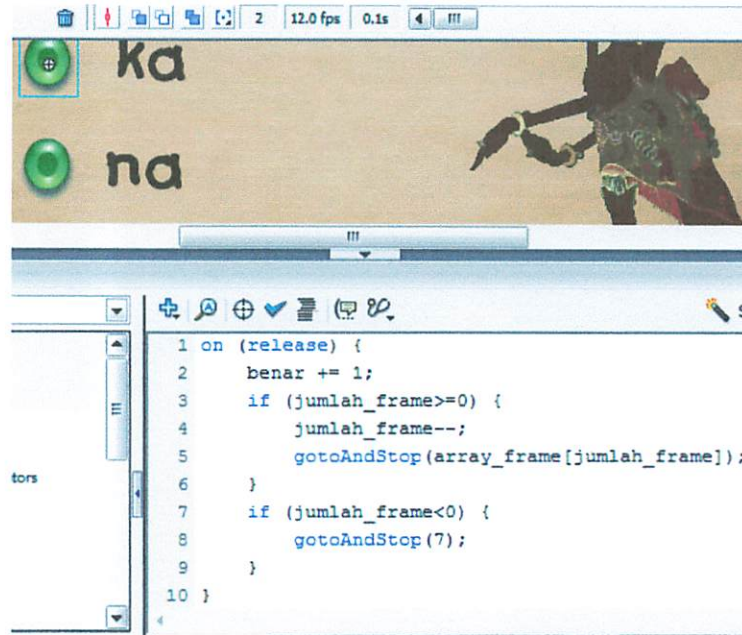 2 12.0 fps 0.1s
ka
na
tors
1 on (release) {
2 benar += 1;
3 if (jumlah_frame>=0) {
4 jumlah_frame--;
5 gotoAndStop(array_frame[jumlah_frame]);
6 }
7 if (jumlah_frame<0) {
8 gotoAndStop(7);
9 }
10 }